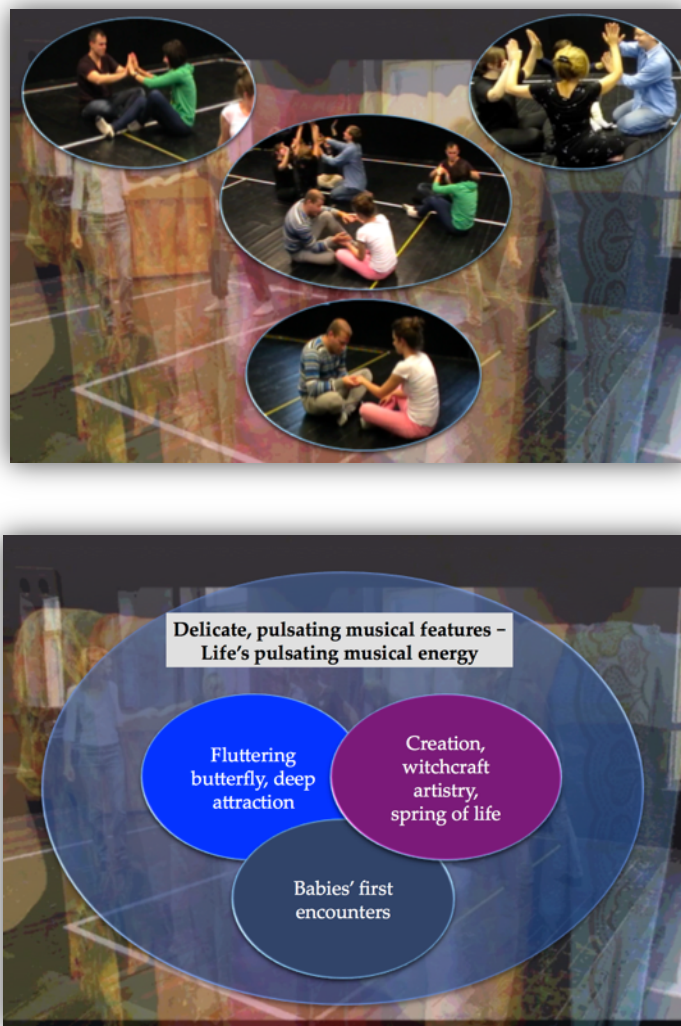 Delicate, pulsating musical features –
Life's pulsating musical energy
Fluttering
butterfly, deep
attraction
Creation,
witchcraft
artistry,
spring of life
Babies' first
encounters